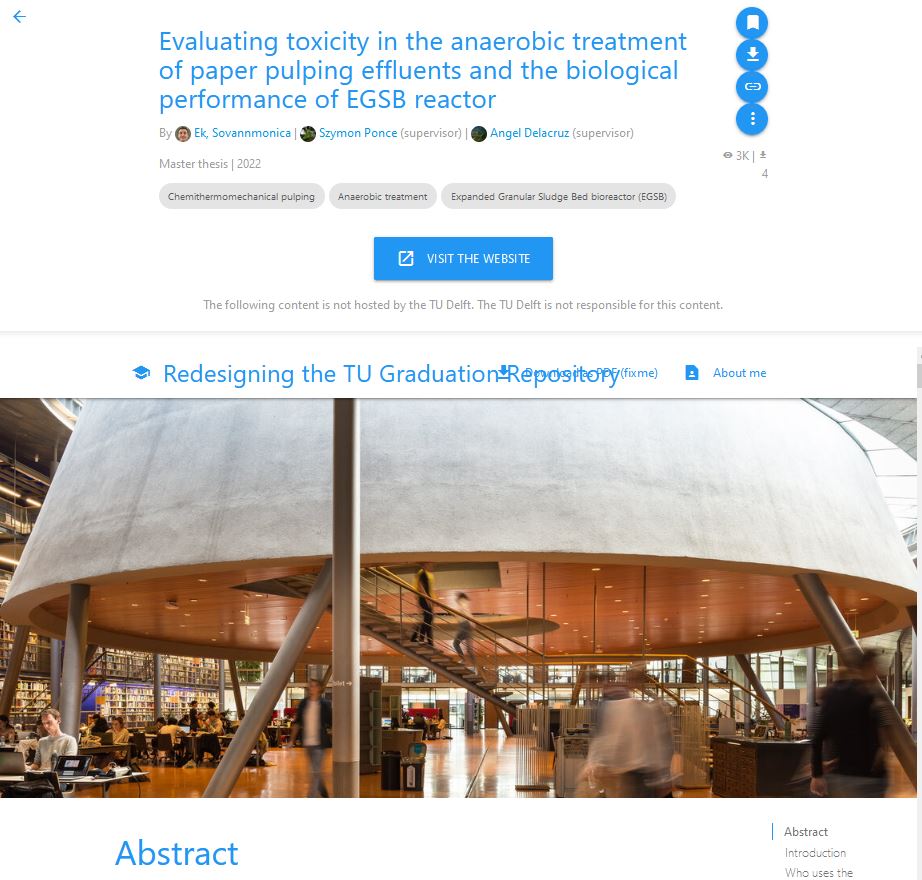 Evaluating toxicity in the anaerobic treatment
of paper pulping effluents and the biological
performance of EGSB reactor
By Ek, Sovannmonica | Szymon Ponce (supervisor) | Angel Delacruz (supervisor)
3K | 
4
Master thesis | 2022
Chemithermomechanical pulping Anaerobic treatment Expanded Granular Sludge Bed bioreactor (EGSB)
VISIT THE WEBSITE
The following content is not hosted by the TU Delft. The TU Delft is not responsible for this content.
Redesigning the TU Graduation Repository Download as PDF (fixme) About me
Abstract
Abstract
Introduction
Who uses the